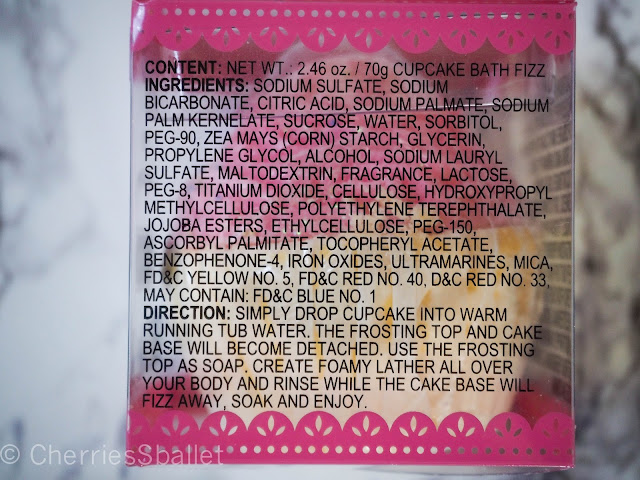 CONTENT: NET WT.: 2.46 oz. / 70g CUPCAKE BATH FIZZ
INGREDIENTS: SODIUM SULFATE, SODIUM
BICARBONATE, CITRIC ACID, SODIUM PALMATE, SODIUM
PALM KERNELATE, SUCROSE, WATER, SORBITOL,
PEG-90, ZEA MAYS (CORN) STARCH, GLYCERIN,
PROPYLENE GLYCOL, ALCOHOL, SODIUM LAURYL
SULFATE, MALTODEXTRIN, FRAGRANCE, LACTOSE,
PEG-8, TITANIUM DIOXIDE, CELLULOSE, HYDROXYPROPYL
METHYLCELLULOSE, POLYETHYLENE TEREPHTHALATE,
JOJOBA ESTERS, ETHYLCELLULOSE, PEG-150,
ASCORBYL PALMITATE, TOCOPHERYL ACETATE,
BENZOPHENONE-4, IRON OXIDES, ULTRAMARINES, MICA,
FD&C YELLOW NO. 5, FD&C RED NO. 40, D&C RED NO. 33,
MAY CONTAIN: FD&C BLUE NO. 1
DIRECTION: SIMPLY DROP CUPCAKE INTO WARM
RUNNING TUB WATER. THE FROSTING TOP AND CAKE
BASE WILL BECOME DETACHED. USE THE FROSTING
TOP AS SOAP. CREATE FOAMY LATHER ALL OVER
YOUR BODY AND RINSE WHILE THE CAKE BASE WILL
FIZZ AWAY, SOAK AND ENJOY.
© CherriesSballet